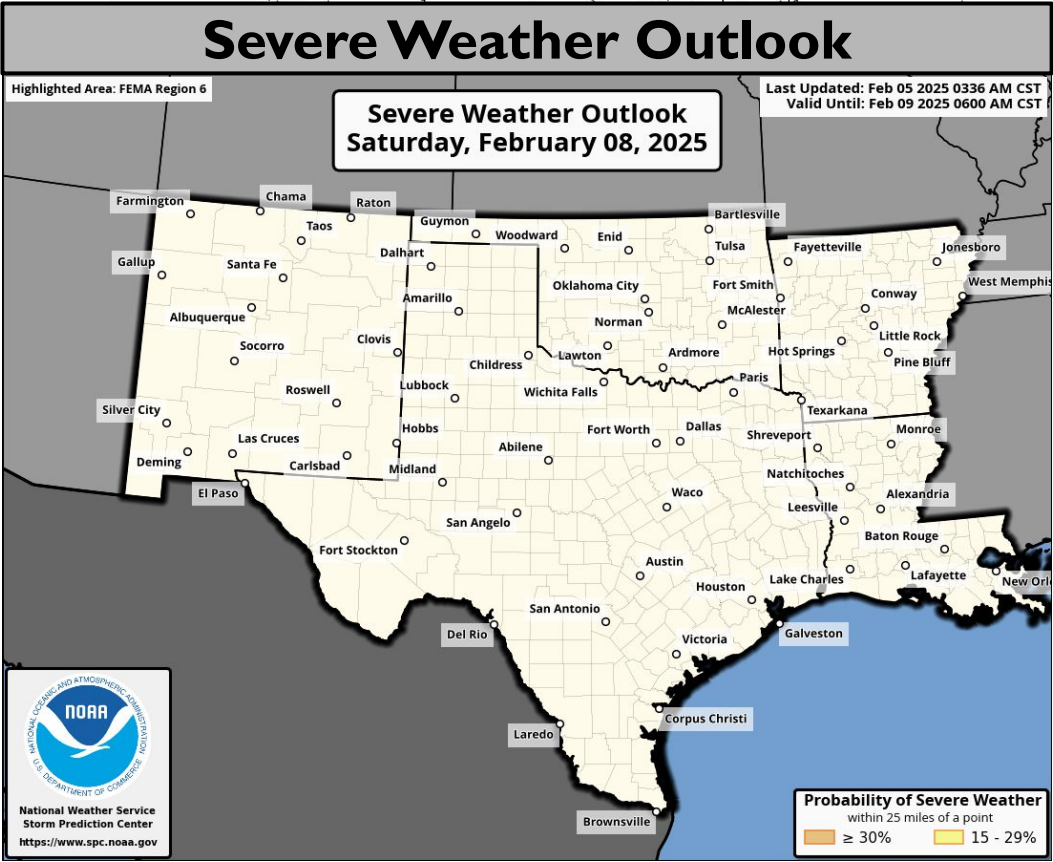 Severe Weather Outlook
Highlighted Area: FEMA Region 6
Last Updated: Feb 05 2025 0336 AM CST
Valid Until: Feb 09 2025 0600 AM CST
Severe Weather Outlook
Saturday, February 08, 2025
Farmington
Chama
Raton
Taos
Guymon
Woodward
Enid
Bartlesville
Tulsa
Fayetteville
Jonesboro
Gallup
Santa Fe
Dalhart
Oklahoma City
Fort Smith
West Memphis
Albuquerque
Amarillo
Norman
McAlester
Conway
Socorro
Clovis
Childress
Lawton
Ardmore
Hot Springs
Little Rock
Pine Bluff
Roswell
Lubbock
Wichita Falls
Paris
Texarkana
Silver City
Las Cruces
Hobbs
Abilene
Fort Worth
Dallas
Shreveport
Monroe
Deming
Carlsbad
Midland
Natchitoches
El Paso
Waco
Leesville
Alexandria
San Angelo
Baton Rouge
Fort Stockton
Austin
Houston
Lake Charles
Lafayette
New Orl
San Antonio
Del Rio
Victoria
Galveston
Laredo
Corpus Christi
Brownsville
NATIONAL OCEANIC AND ATMOSPHERIC ADMINISTRATION
NOAA
U.S. DEPARTMENT OF COMMERCE
National Weather Service
Storm Prediction Center
https://www.spc.noaa.gov
Probability of Severe Weather
within 25 miles of a point
≥ 30%
15 - 29%